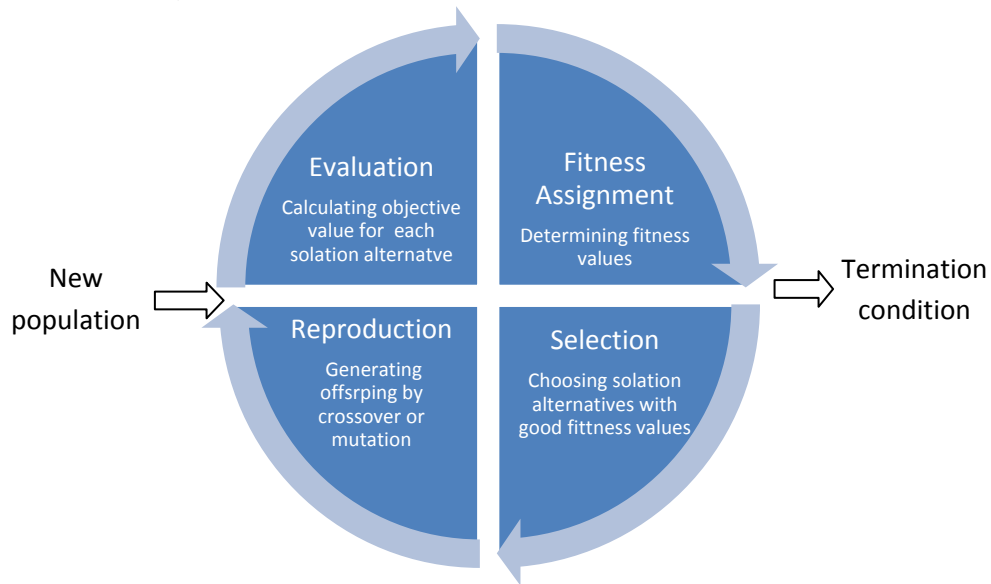 New
population
Evaluation
Calculating objective
value for each
solation alternatve
Fitness
Assignment
Determining fitness
values
Termination
condition
Reproduction
Generating
offsrping by
crossover or
mutation
Selection
Choosing solation
alternatives with
good fittness values